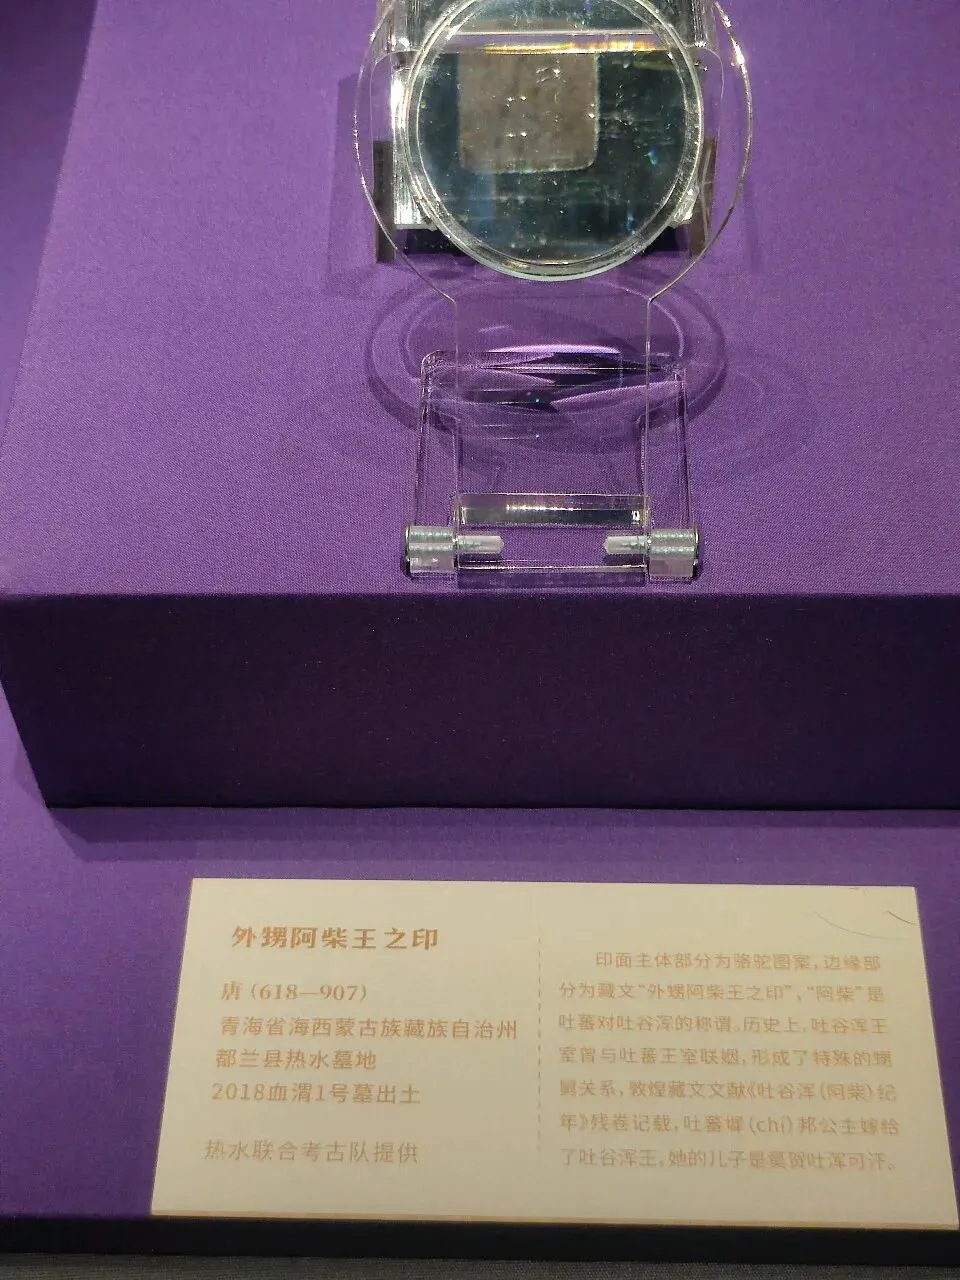 外甥阿柴王之印
唐（618—907）
青海省海西蒙古族藏族自治州
都兰县热水墓地
2018血渭1号墓出土
热水联合考古队提供
印面主体部分为骆驼图案，边缘部
分为藏文“外甥阿柴王之印”，“阿柴”是
吐蕃对吐谷浑的称谓。历史上，吐谷浑王
室曾与吐蕃王室联姻，形成了特殊的甥
舅关系，敦煌藏文文献《吐谷浑（阿柴）纪
年》残卷记载，吐蕃墀（chí）邦公主嫁给
了吐谷浑王，她的儿子是莫贺吐浑可汗。